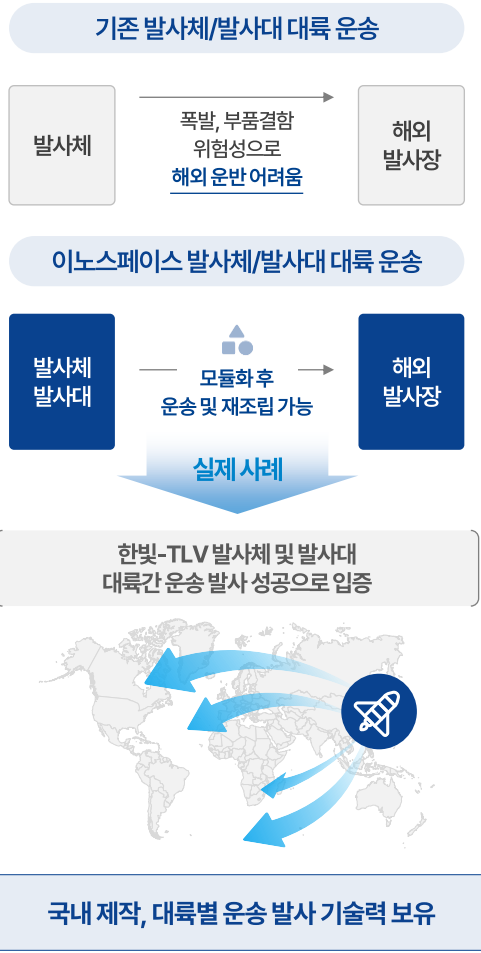 기존 발사체/발사대 대륙 운송
발사체
폭발, 부품결함
위험성으로
해외 운반 어려움
해외
발사장
이노스페이스 발사체/발사대 대륙 운송
발사체
발사대
모듈화 후
운송 및 재조립 가능
해외
발사장
실제 사례
한빛-TLV 발사체 및 발사대
대륙간 운송 발사 성공으로 입증
국내 제작, 대륙별 운송 발사 기술력 보유